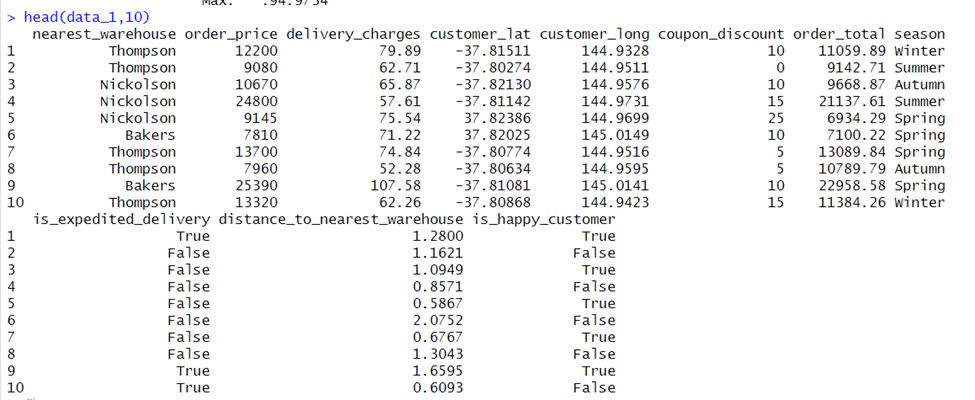 Max. :.94.9754
> head(data_1,10)
nearest_warehouse order_price delivery_charges customer_lat customer_long coupon_discount order_total season
1 Thompson 12200 79.89 -37.81511 144.9328 10 11059.89 Winter
2 Thompson 9080 62.71 -37.80274 144.9511 0 9142.71 Summer
3 Nickolson 10670 65.87 -37.82130 144.9576 10 9668.87 Autumn
4 Nickolson 24800 57.61 -37.81142 144.9731 15 21137.61 Summer
5 Nickolson 9145 75.54 37.82386 144.9699 25 6934.29 Spring
6 Bakers 7810 71.22 37.82025 145.0149 10 7100.22 Spring
7 Thompson 13700 74.84 -37.80774 144.9516 5 13089.84 Spring
8 Thompson 7960 52.28 -37.80634 144.9595 5 10789.79 Autumn
9 Bakers 25390 107.58 -37.81081 145.0141 10 22958.58 Spring
10 Thompson 13320 62.26 -37.80868 144.9423 15 11384.26 Winter
is_expedited_delivery distance_to_nearest_warehouse is_happy_customer
1 True 1.2800 True
2 False 1.1621 False
3 False 1.0949 True
4 False 0.8571 False
5 False 0.5867 True
6 False 2.0752 False
7 False 0.6767 True
8 False 1.3043 False
9 True 1.6595 True
10 True 0.6093 False